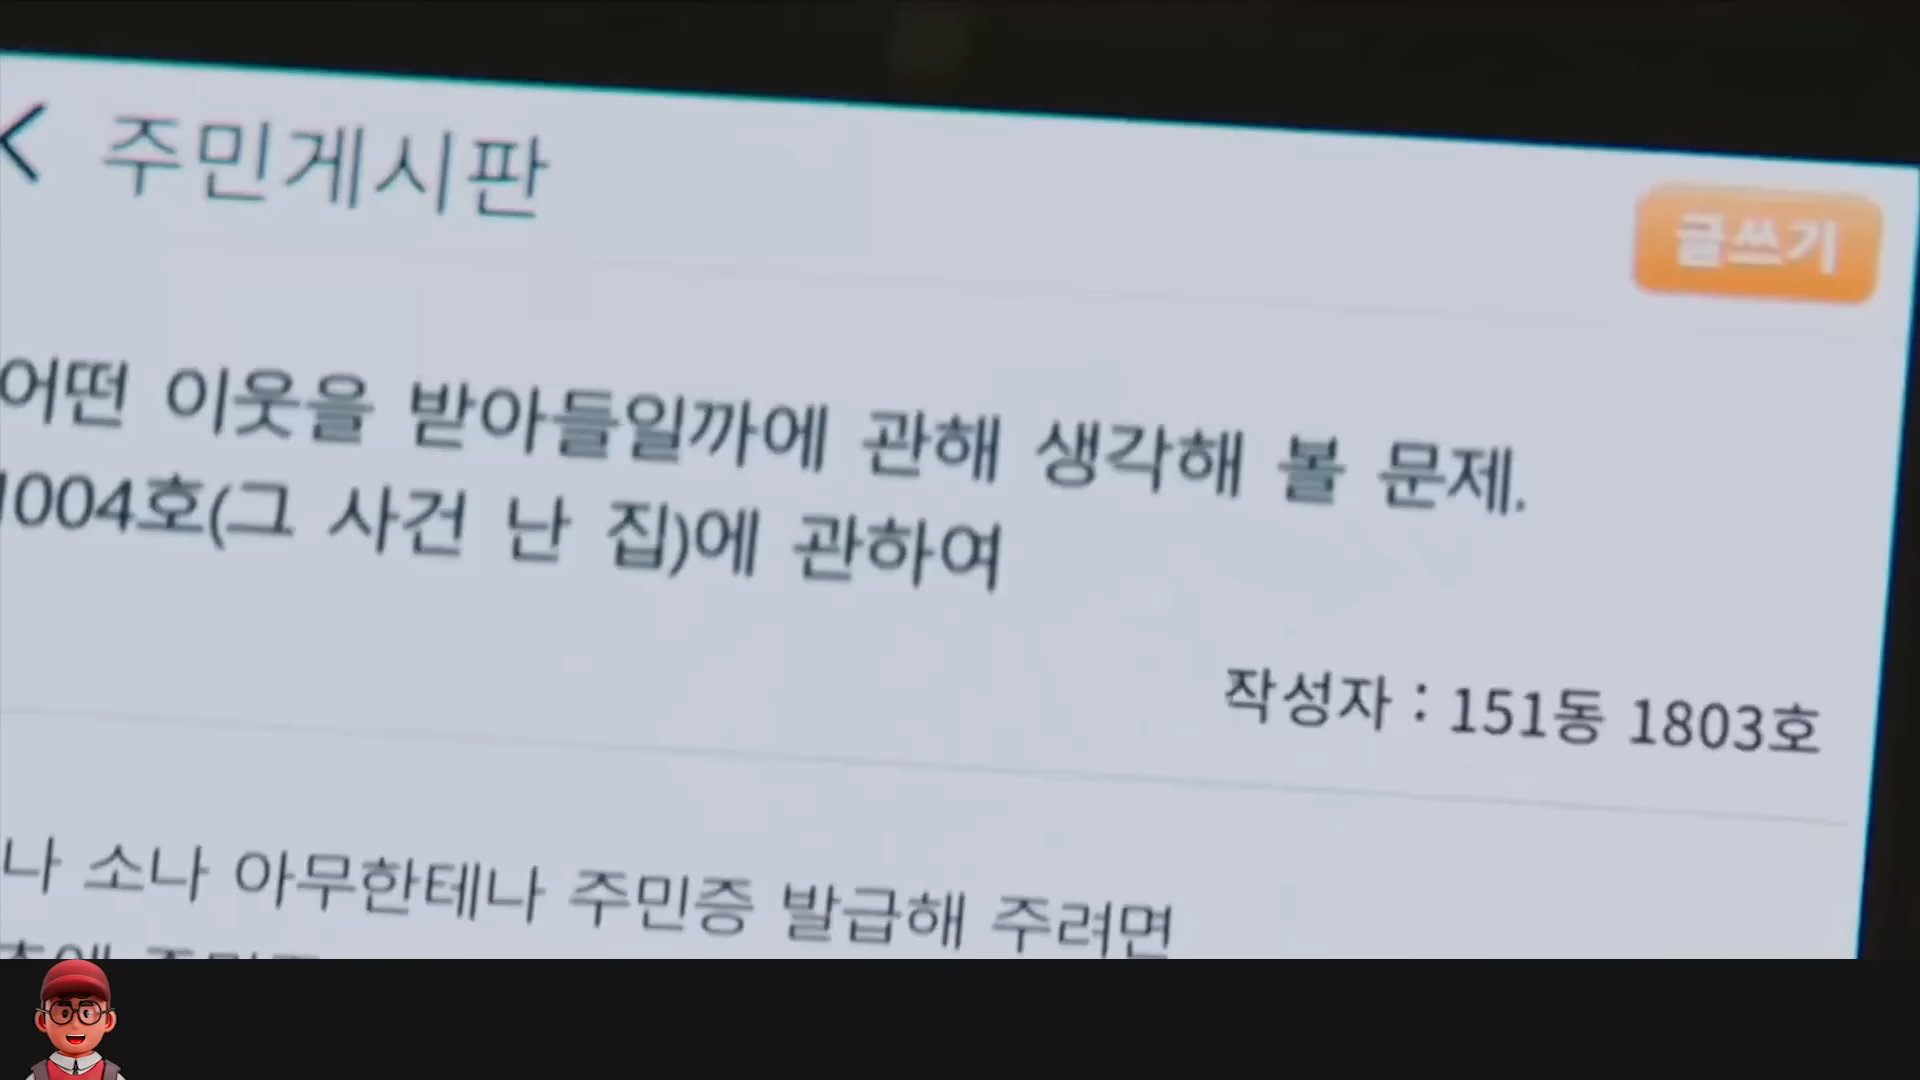 주민게시판
글쓰기
어떤 이웃을 받아들일까에 관해 생각해 볼 문제.
1004호(그 사건 난 집)에 관하여
작성자 : 151동 1803호
나 소나 아무한테나 주민증 발급해 주려면